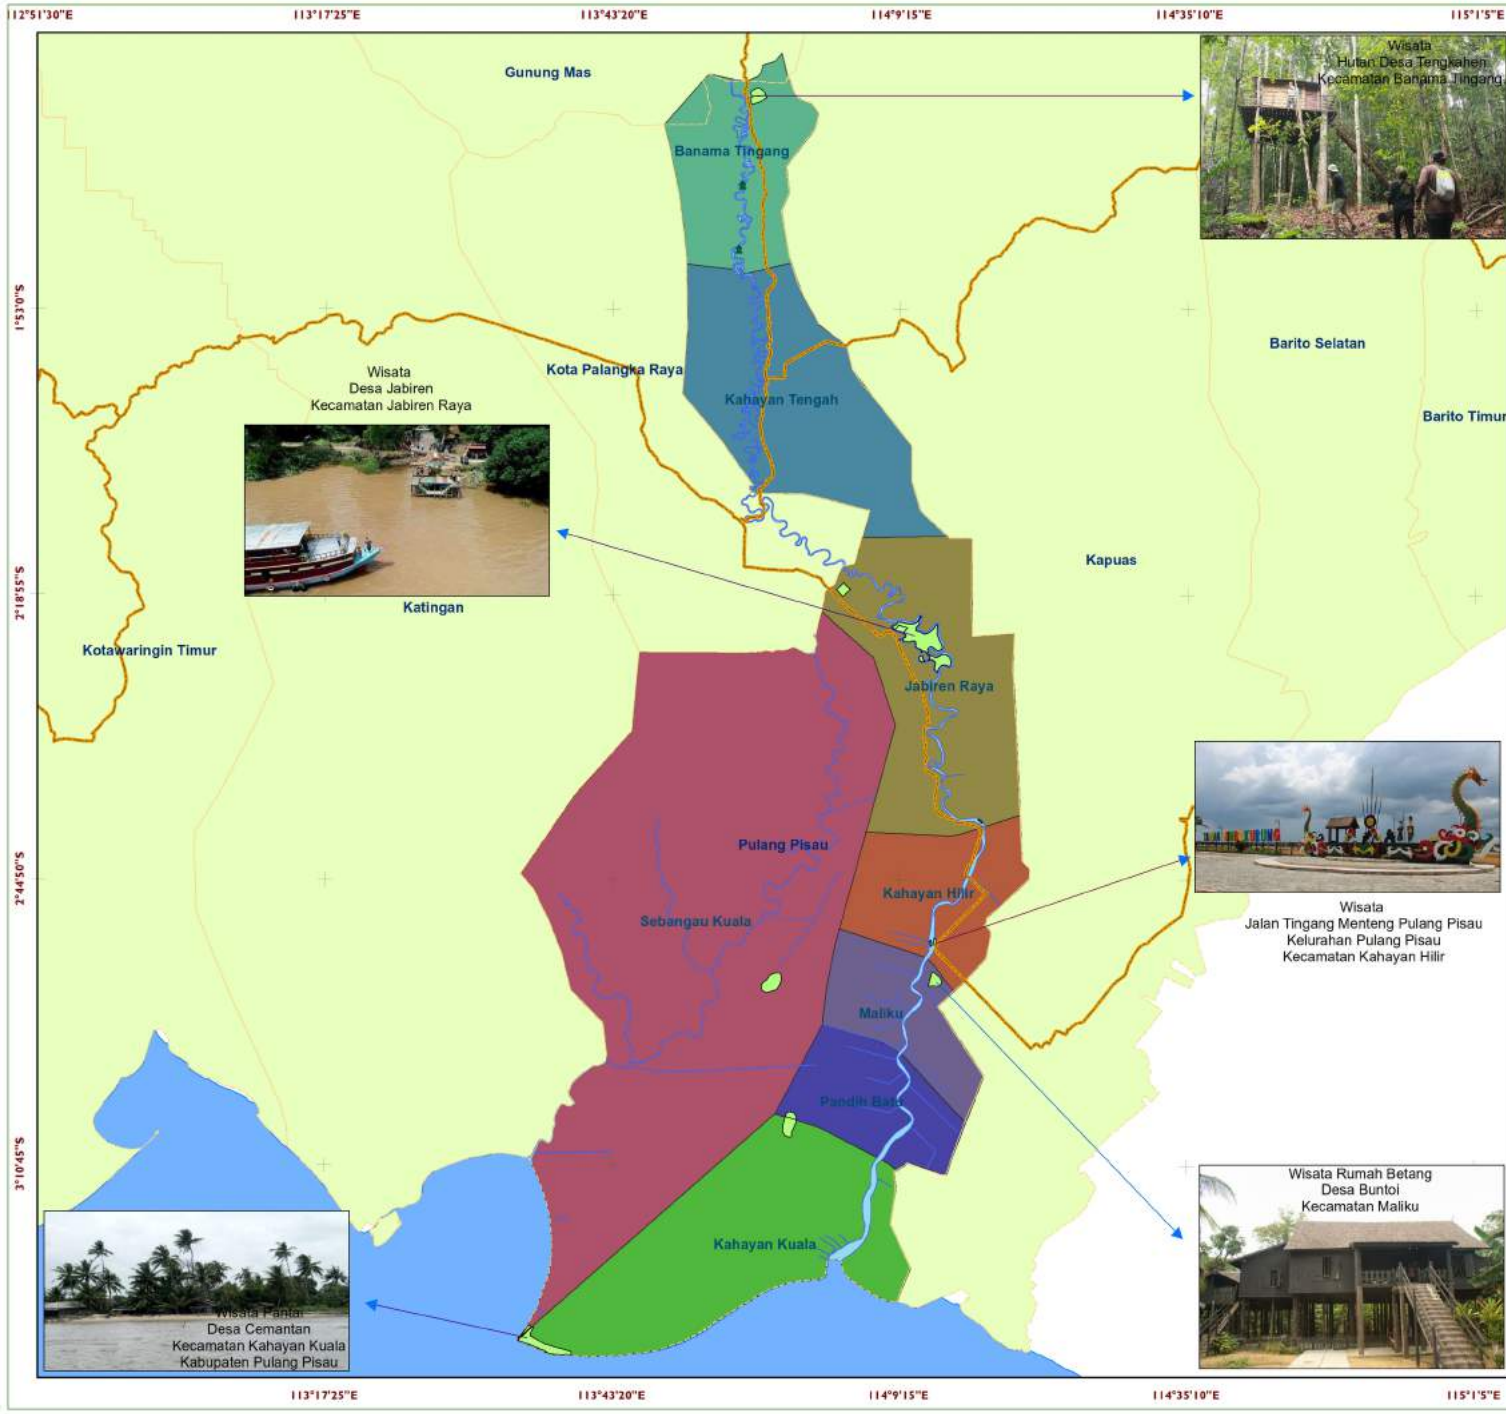 112°51'30"E
113°17'25"E
113°43'20"E
114°9'15"E
114°35'10"E
115°1'5"E
Wisata
Hutan Desa Tengkahen
Kecamatan Banama Tingang
Gunung Mas
Banama Tingang
1°53'0"S
Barito Selatan
Wisata
Desa Jabiren
Kecamatan Jabiren Raya
Kota Palangka Raya
Kahayan Tengah
Barito Timur
Kapuas
2°18'55"S
Katingan
Kotawaringin Timur
Jabiren Raya
Pulang Pisau
2°44'50"S
Kahayan Hilir
Sebangau Kuala
Wisata
Jalan Tingang Menteng Pulang Pisau
Kelurahan Pulang Pisau
Kecamatan Kahayan Hilir
Maliku
Pandih Batu
3°10'45"S
Wisata Rumah Betang
Desa Buntoi
Kecamatan Maliku
Kahayan Kuala
Wisata Pantai
Desa Cemantan
Kecamatan Kahayan Kuala
Kabupaten Pulang Pisau
113°17'25"E
113°43'20"E
114°9'15"E
114°35'10"E
115°1'5"E